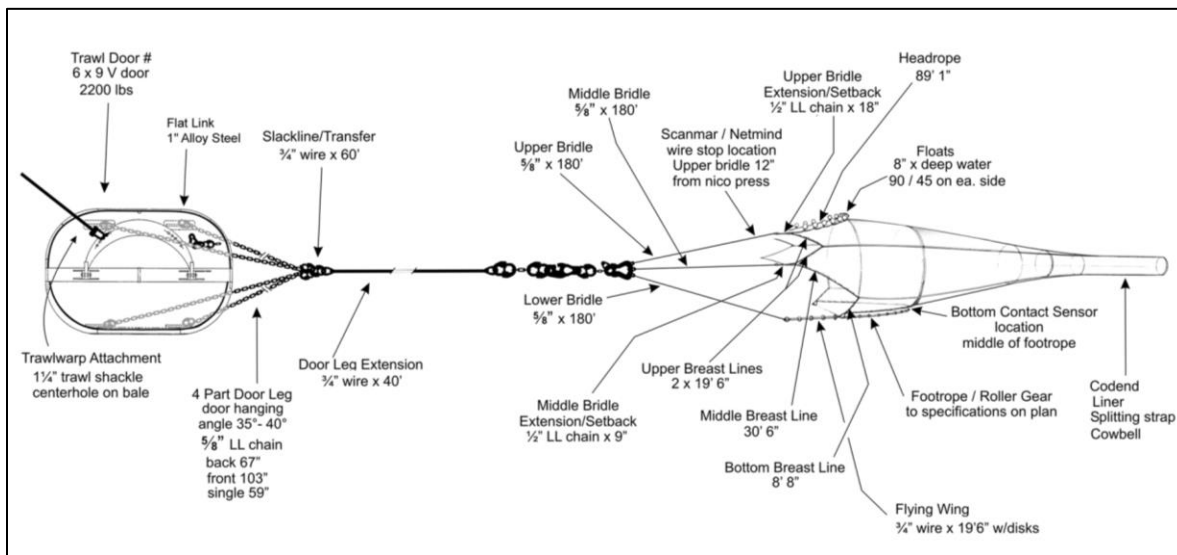 Trawl Door #
6 x 9 V door
2200 lbs
Flat Link
1" Alloy Steel
Slackline/Transfer
¾" wire x 60'
Upper Bridle
⅝" x 180'
Middle Bridle
⅝" x 180'
Scanmar / Netmind
wire stop location
Upper bridle 12"
from nico press
Upper Bridle
Extension/Setback
½" LL chain x 18"
Headrope
89' 1"
Floats
8" x deep water
90 / 45 on ea. side
Trawlwarp Attachment
1¼" trawl shackle
centerhole on bale
4 Part Door Leg
door hanging
angle 35°- 40°
⅝" LL chain
back 67"
front 103"
single 59"
Door Leg Extension
¾" wire x 40'
Lower Bridle
⅝" x 180'
Middle Bridle
Extension/Setback
½" LL chain x 9"
Upper Breast Lines
2 x 19' 6"
Middle Breast Line
30' 6"
Bottom Breast Line
8' 8"
Flying Wing
¾" wire x 19'6" w/disks
Footrope / Roller Gear
to specifications on plan
Bottom Contact Sensor
location
middle of footrope
Codend
Liner
Splitting strap
Cowbell